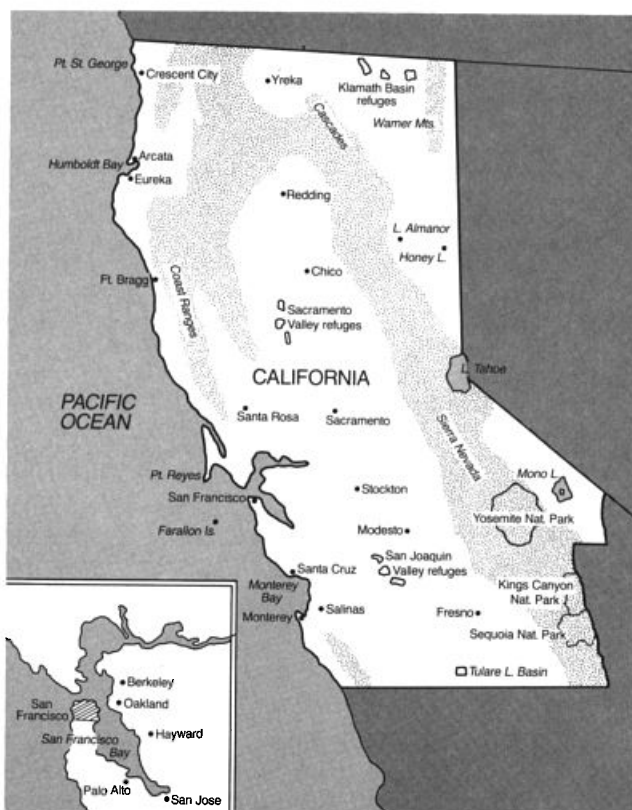 Pt. St. George
Crescent City
Yreka
Klamath Basin
refuges
Cascades
Warner Mts.
Humboldt Bay
Arcata
Eureka
Redding
L. Almanor
Honey L.
Ft. Bragg
Coast Ranges
Chico
Sacramento
Valley refuges
L. Tahoe
CALIFORNIA
PACIFIC
OCEAN
Santa Rosa
Sacramento
Sierra Nevada
Pt. Reyes
Mono L.
San Francisco
Stockton
Yosemite Nat. Park
Farallon Is.
Modesto
San Joaquin
Valley refuges
Santa Cruz
Monterey
Bay
Kings Canyon
Nat. Park
Monterey
Salinas
Fresno
Sequoia Nat. Park
Tulare L. Basin
Berkeley
San
Francisco
Oakland
Hayward
San Francisco
Bay
Palo Alto
San Jose